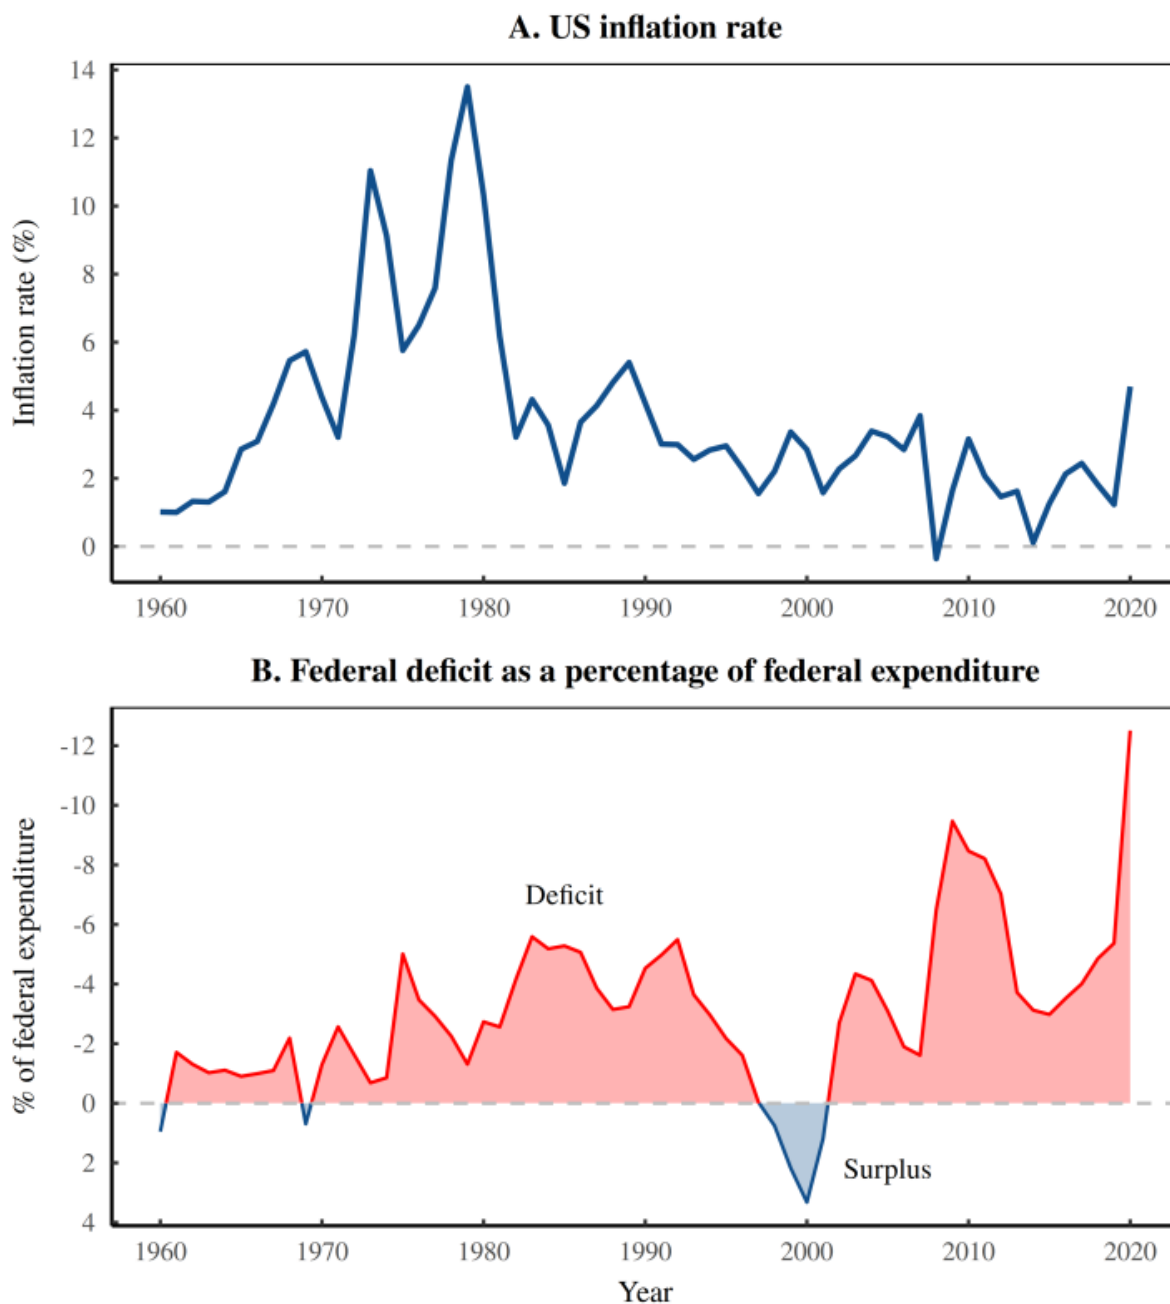 A. US inflation rate
Inflation rate (%)
14
12
10
8
6
4
2
0
1960 1970 1980 1990 2000 2010 2020
B. Federal deficit as a percentage of federal expenditure
% of federal expenditure
-12
-10
-8
-6
-4
-2
0
2
4
Deficit
Surplus
1960 1970 1980 1990 2000 2010 2020
Year